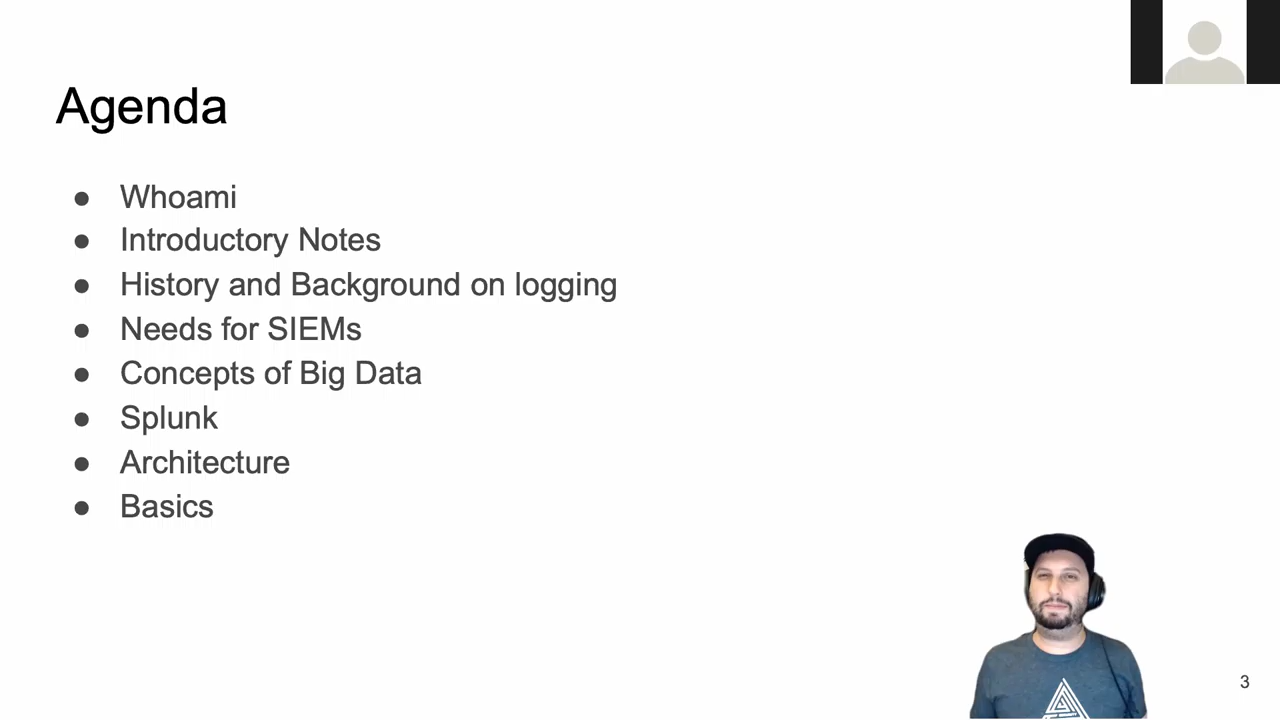 Agenda
● Whoami
● Introductory Notes
● History and Background on logging
● Needs for SIEMs
● Concepts of Big Data
● Splunk
● Architecture
● Basics
3